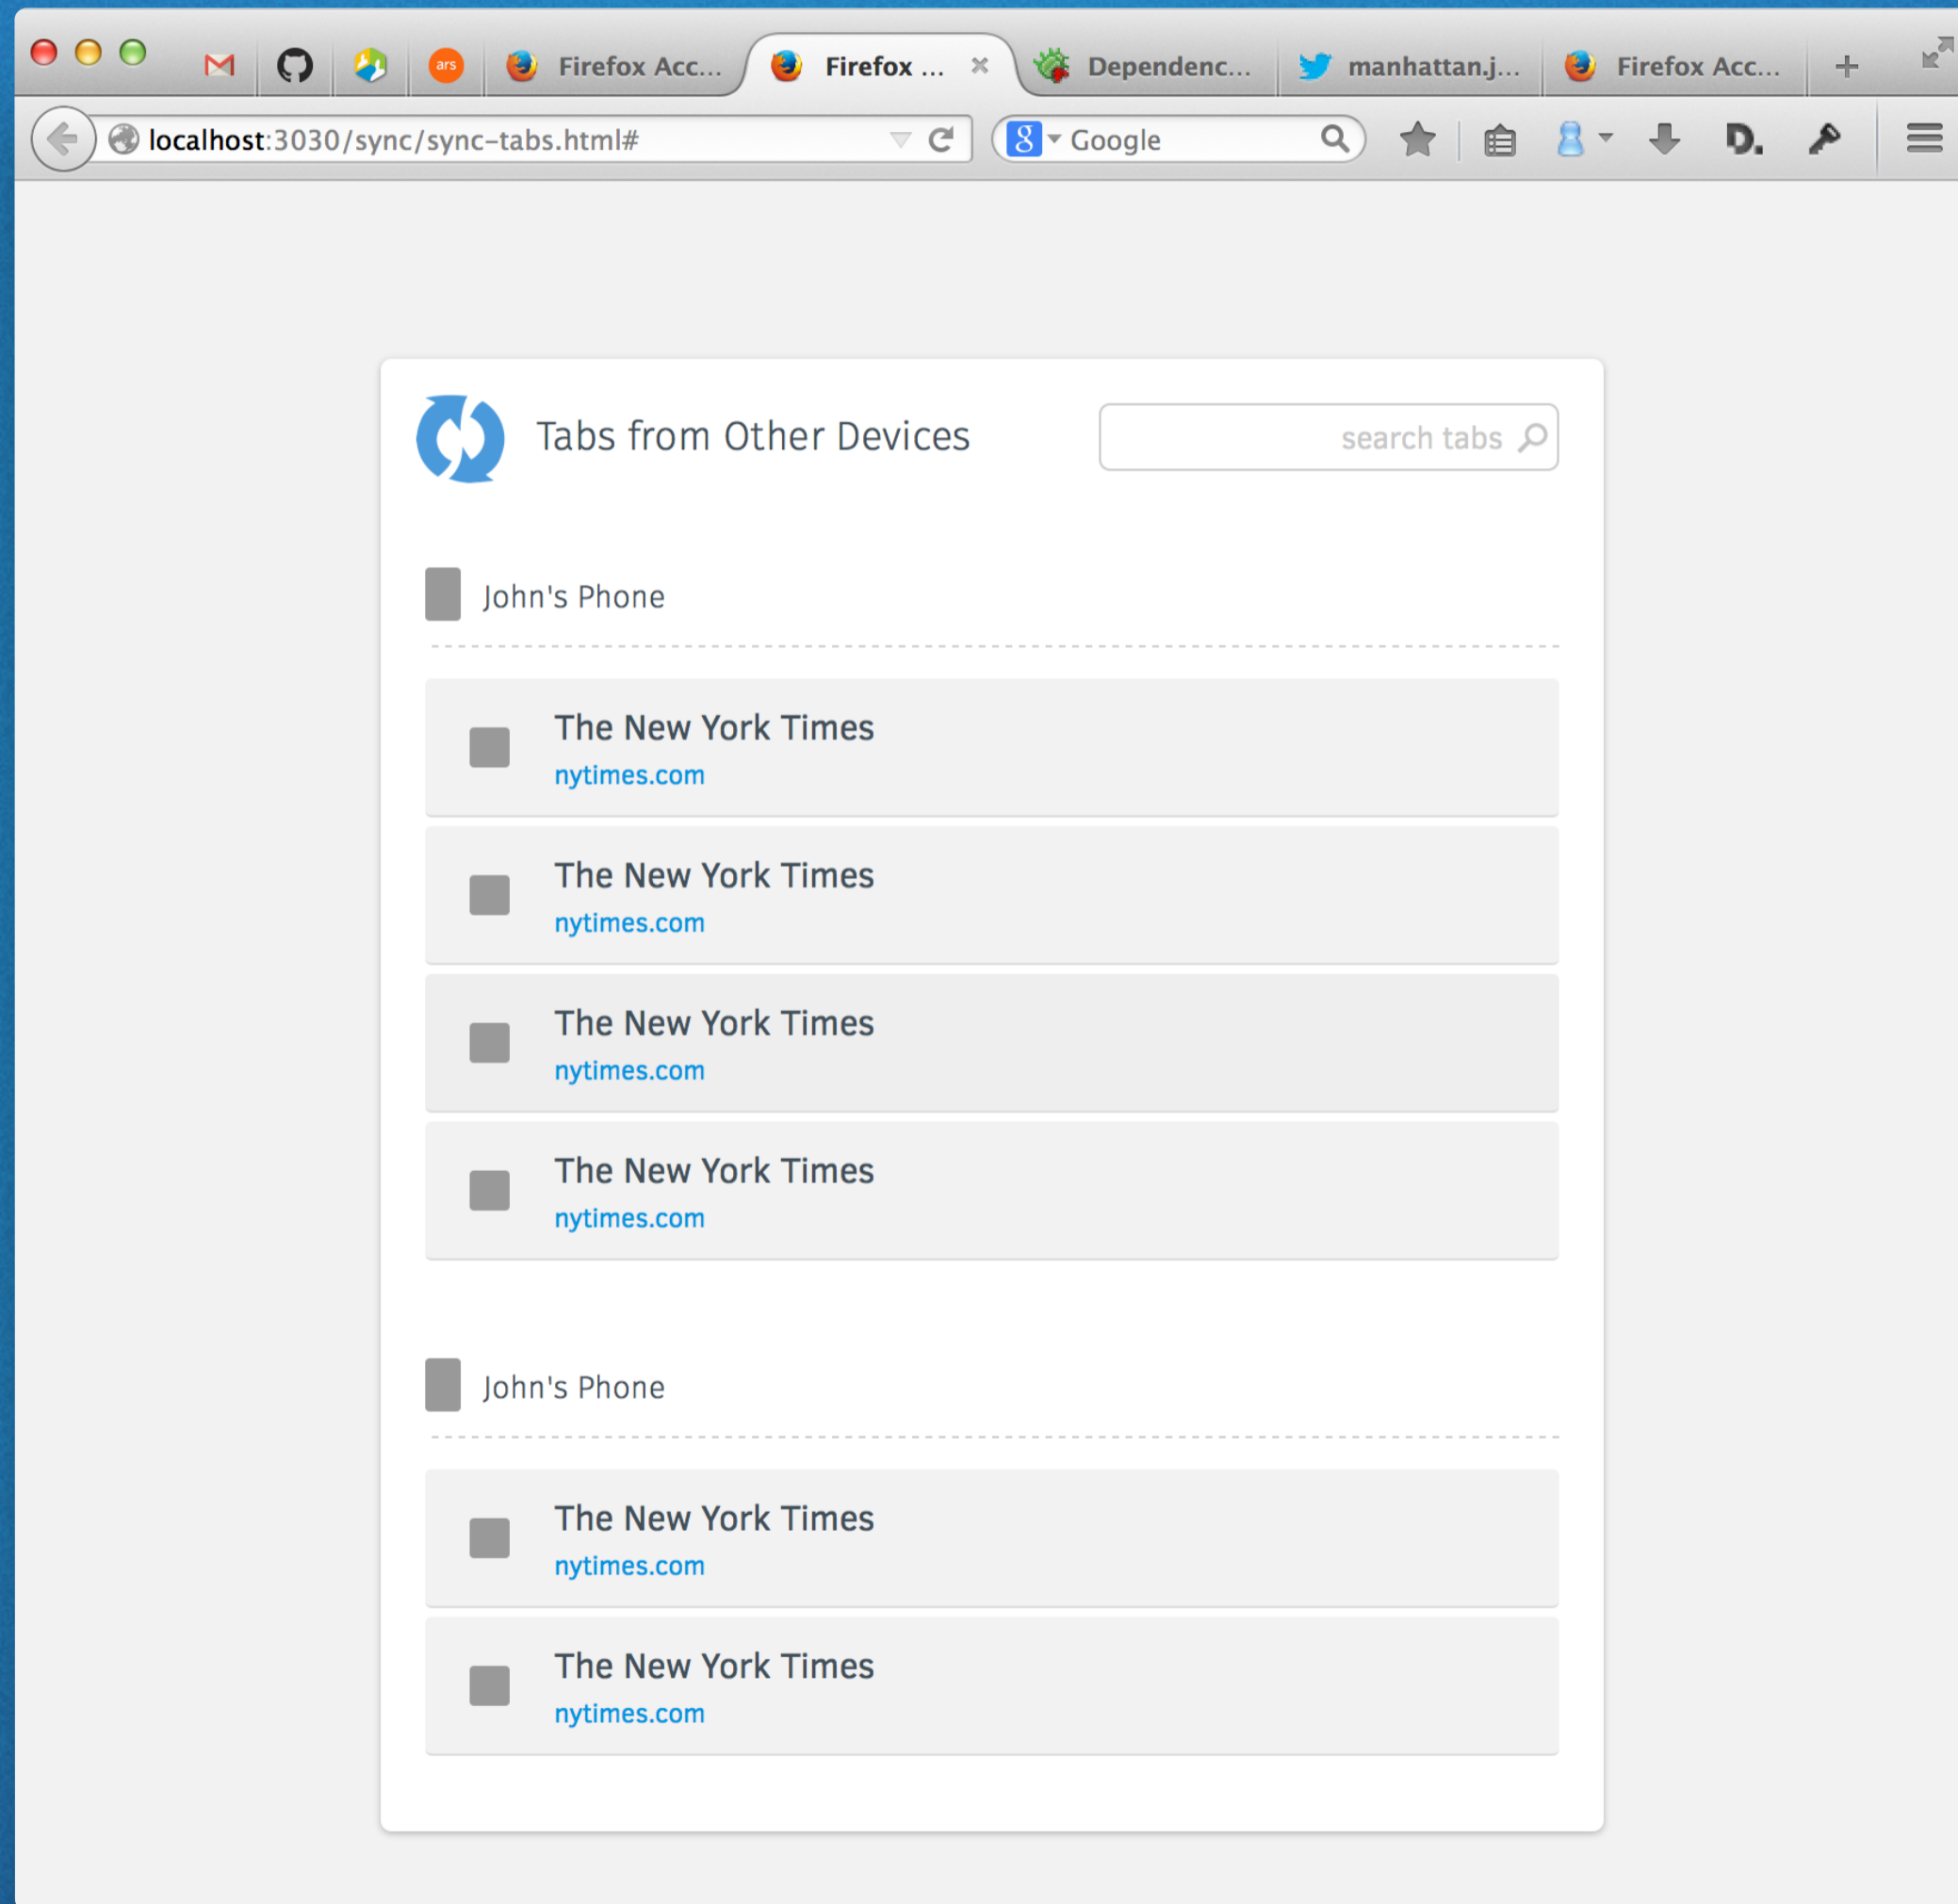 ars
Firefox Acc...
Firefox ...
Dependenc...
manhattan.j...
Firefox Acc...
localhost:3030/sync/sync-tabs.html#
Google
D.
Tabs from Other Devices
search tabs
John's Phone
The New York Times
nytimes.com
The New York Times
nytimes.com
The New York Times
nytimes.com
The New York Times
nytimes.com
John's Phone
The New York Times
nytimes.com
The New York Times
nytimes.com